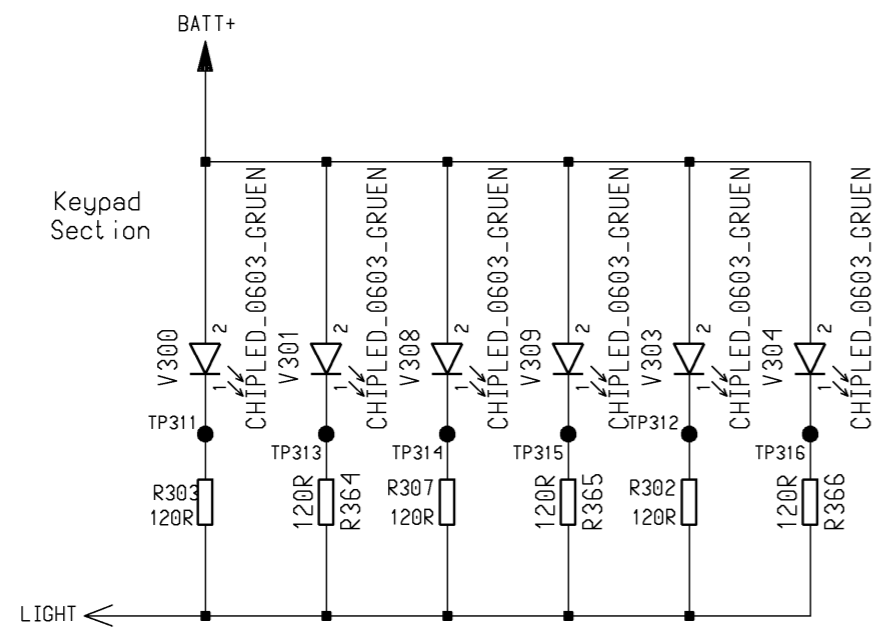 BATT+
Keypad
Section
V300
2
1
CHIPLED_0603_GRUEN
V301
2
1
CHIPLED_0603_GRUEN
V308
2
1
CHIPLED_0603_GRUEN
V309
2
1
CHIPLED_0603_GRUEN
V303
2
1
CHIPLED_0603_GRUEN
V304
2
1
CHIPLED_0603_GRUEN
TP311
TP313
TP314
TP315
TP312
TP316
R303
120R
120R
R364
R307
120R
120R
R365
R302
120R
120R
R366
LIGHT